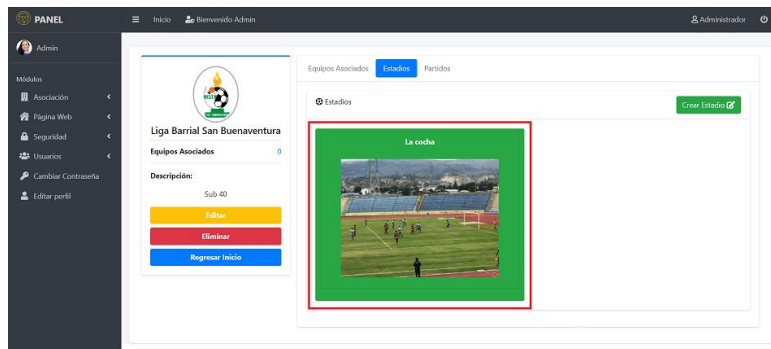 PANEL
Inicio
Bienvenido Admin
Administrador
Admin
Módulos
Asociación
Página Web
Seguridad
Usuarios
Cambiar Contraseña
Editar perfil
Liga Barrial San Buenaventura
Equipos Asociados 0
Descripción:
Sub 40
Editar
Eliminar
Regresar Inicio
Equipos Asociados Estadios Partidos
Estadios
Crear Estadio
La cocha